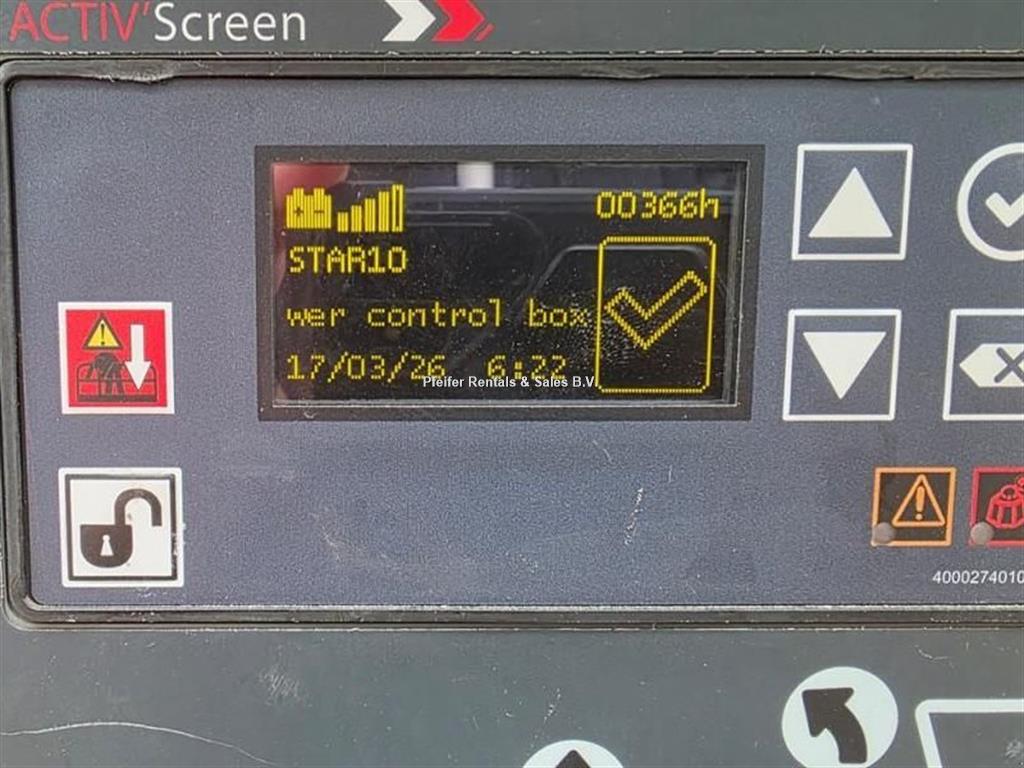 ACTIV'Screen
00366h
STAR10
wer control box
17/03/26 6:22
Pfeifer Rentals & Sales B.V.
4000274010